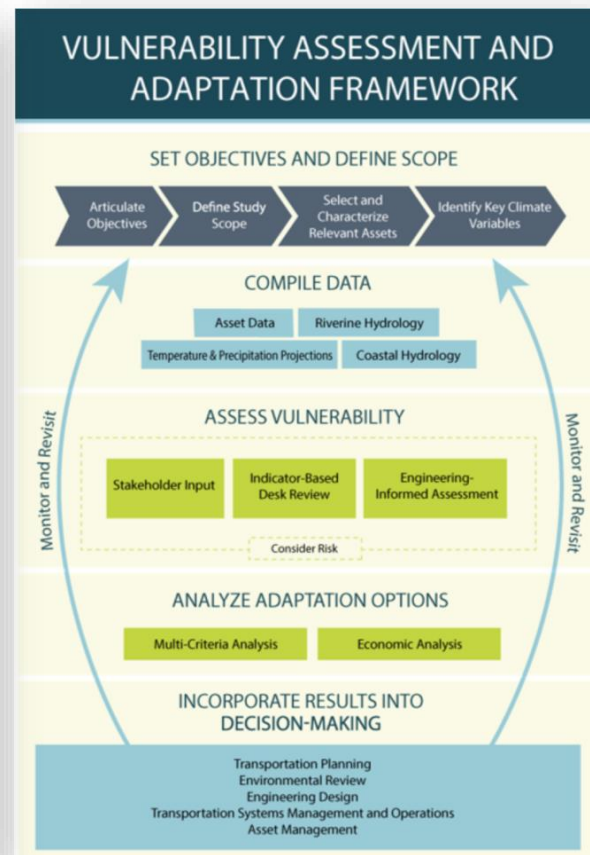 VULNERABILITY ASSESSMENT AND
ADAPTATION FRAMEWORK
SET OBJECTIVES AND DEFINE SCOPE
Articulate
Objectives
Define Study
Scope
Select and
Characterize
Relevant Assets
Identify Key Climate
Variables
COMPILE DATA
Asset Data
Riverine Hydrology
Temperature & Precipitation Projections
Coastal Hydrology
Monitor and Revisit
Monitor and Revisit
ASSESS VULNERABILITY
Stakeholder Input
Indicator-Based
Desk Review
Engineering-
Informed Assessment
Consider Risk
ANALYZE ADAPTATION OPTIONS
Multi-Criteria Analysis
Economic Analysis
INCORPORATE RESULTS INTO
DECISION-MAKING
Transportation Planning
Environmental Review
Engineering Design
Transportation Systems Management and Operations
Asset Management